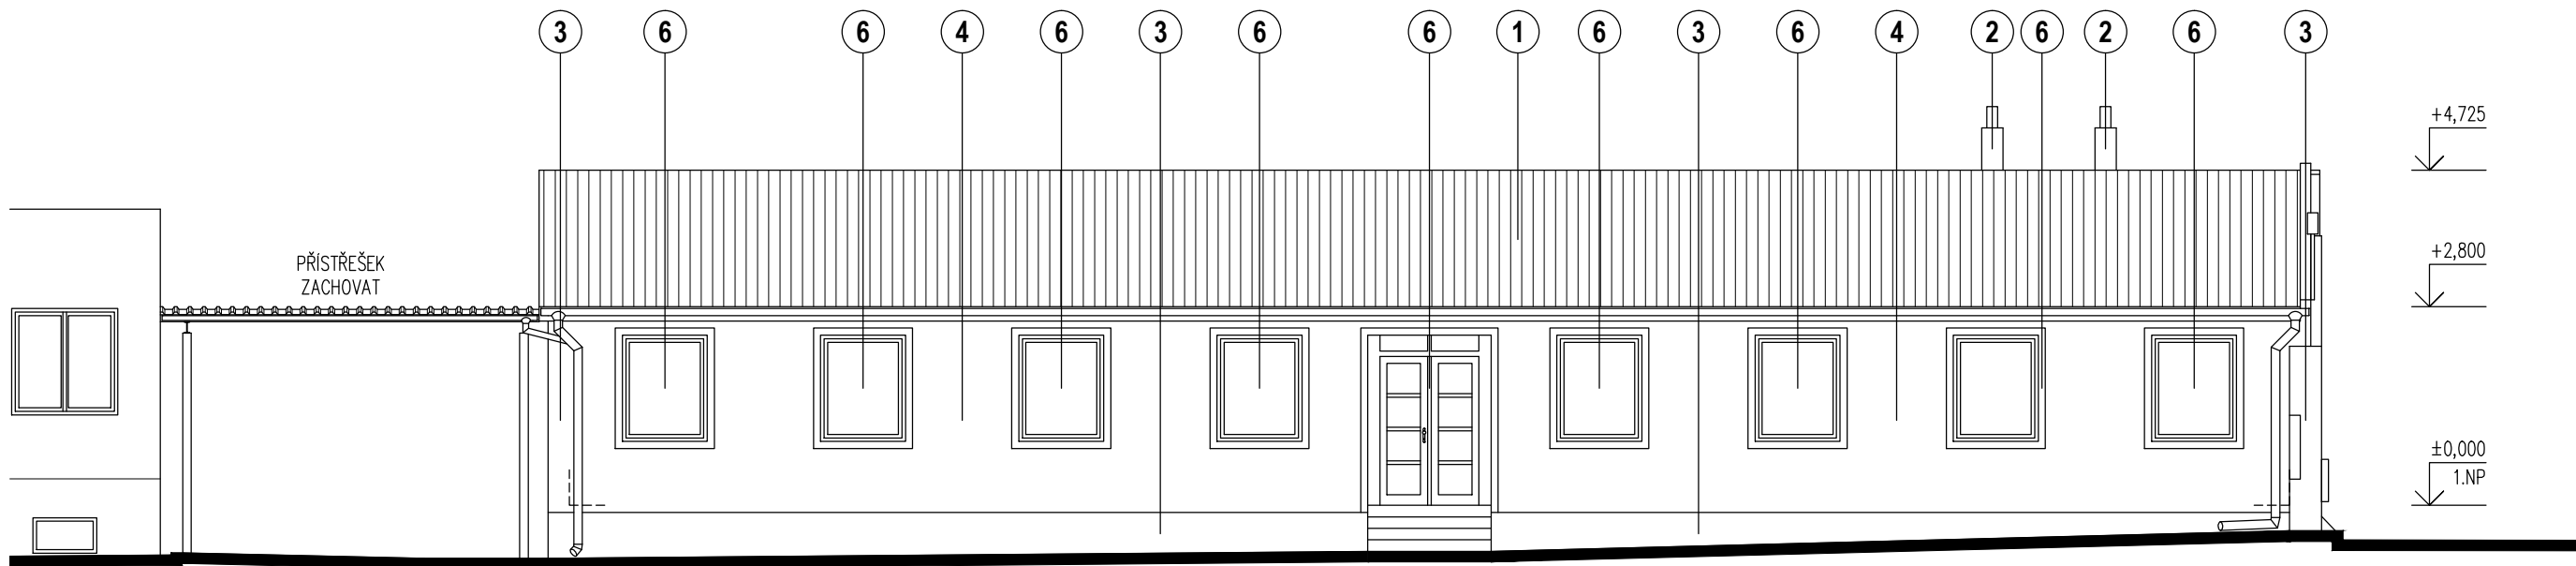 3 6 6 4 6 3 6 6 1 6 3 6 4 2 6 2 6 3
+4,725
PŘÍSTŘEŠEK
ZACHOVAT
+2,800
±0,000
1.NP